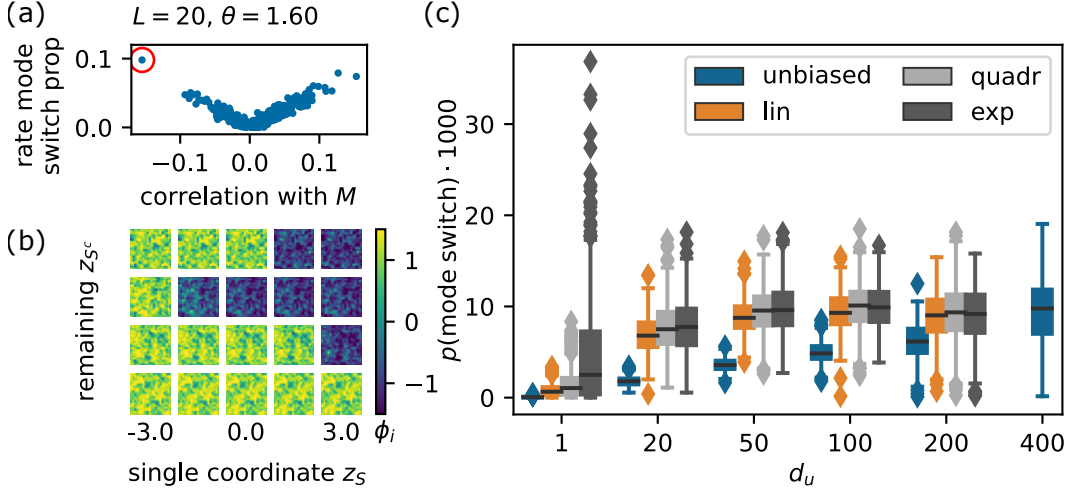 (a)
L = 20, θ = 1.60
rate mode
switch prop
0.1
0.0
−0.1
0.0
0.1
correlation with M
(b)
remaining z_{S^c}
1
0
−1
ϕ_i
-3.0
0.0
3.0
single coordinate z_S
(c)
p(mode switch) · 1000
30
20
10
0
unbiased
lin
quadr
exp
1
20
50
100
200
400
d_u